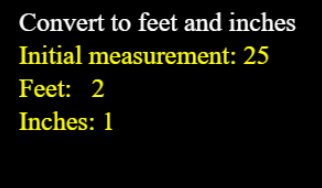 Convert to feet and inches
Initial measurement: 25
Feet:   2
Inches: 1